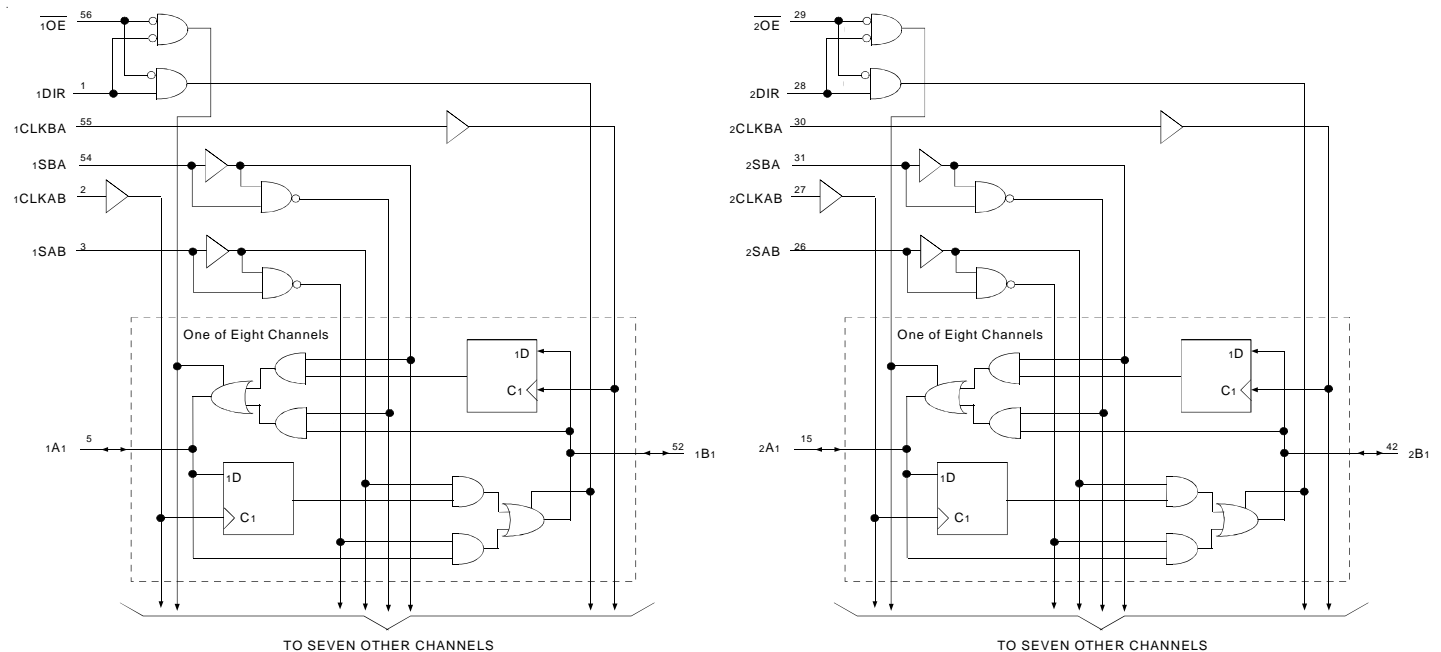 1OE 56
1DIR 1
1CLKBA 55
1SBA 54
1CLKAB 2
1SAB 3
One of Eight Channels
1D
C1
1A1 5
52 1B1
1D
C1
TO SEVEN OTHER CHANNELS
2OE 29
2DIR 28
2CLKBA 30
2SBA 31
2CLKAB 27
2SAB 26
One of Eight Channels
1D
C1
2A1 15
42 2B1
1D
C1
TO SEVEN OTHER CHANNELS